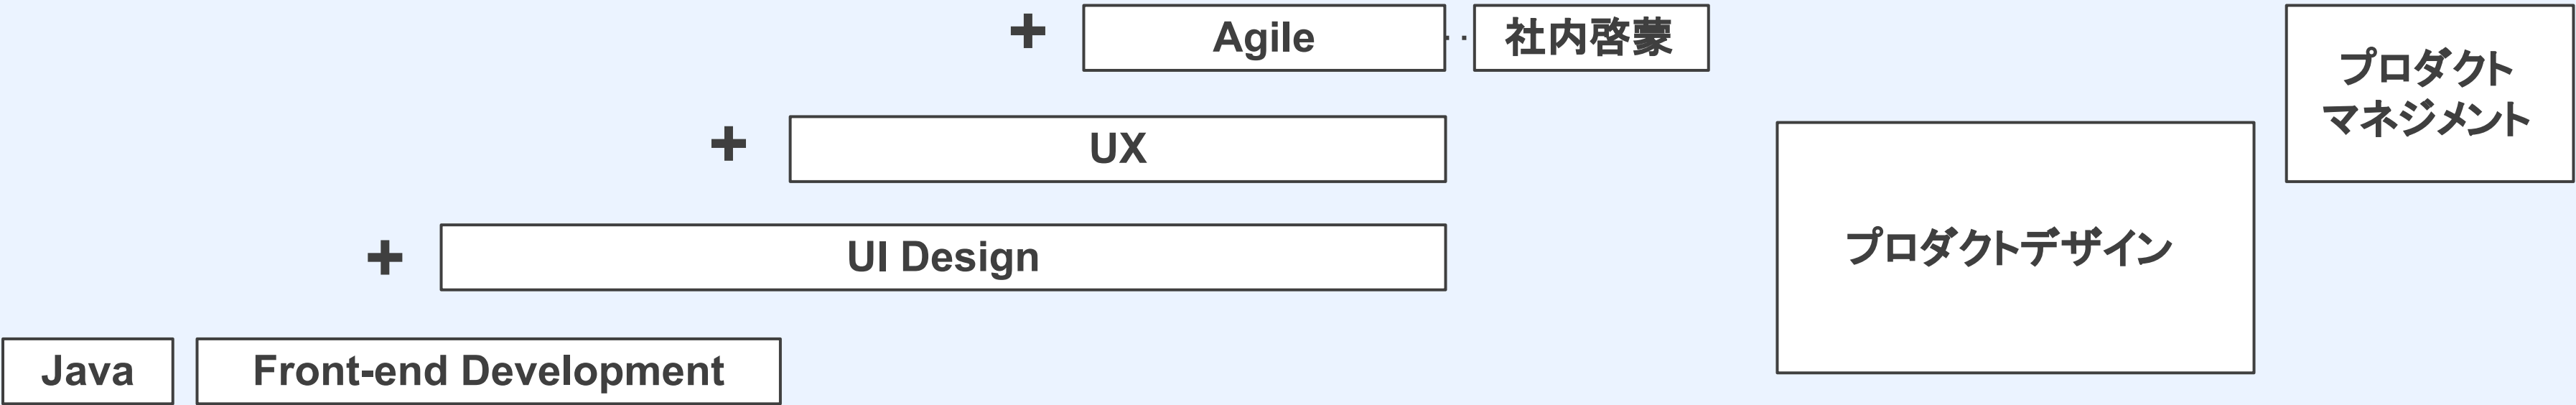 + Agile ・・ 社内啓蒙
プロダクト
マネジメント
+ UX
+ UI Design
プロダクトデザイン
Java
Front-end Development